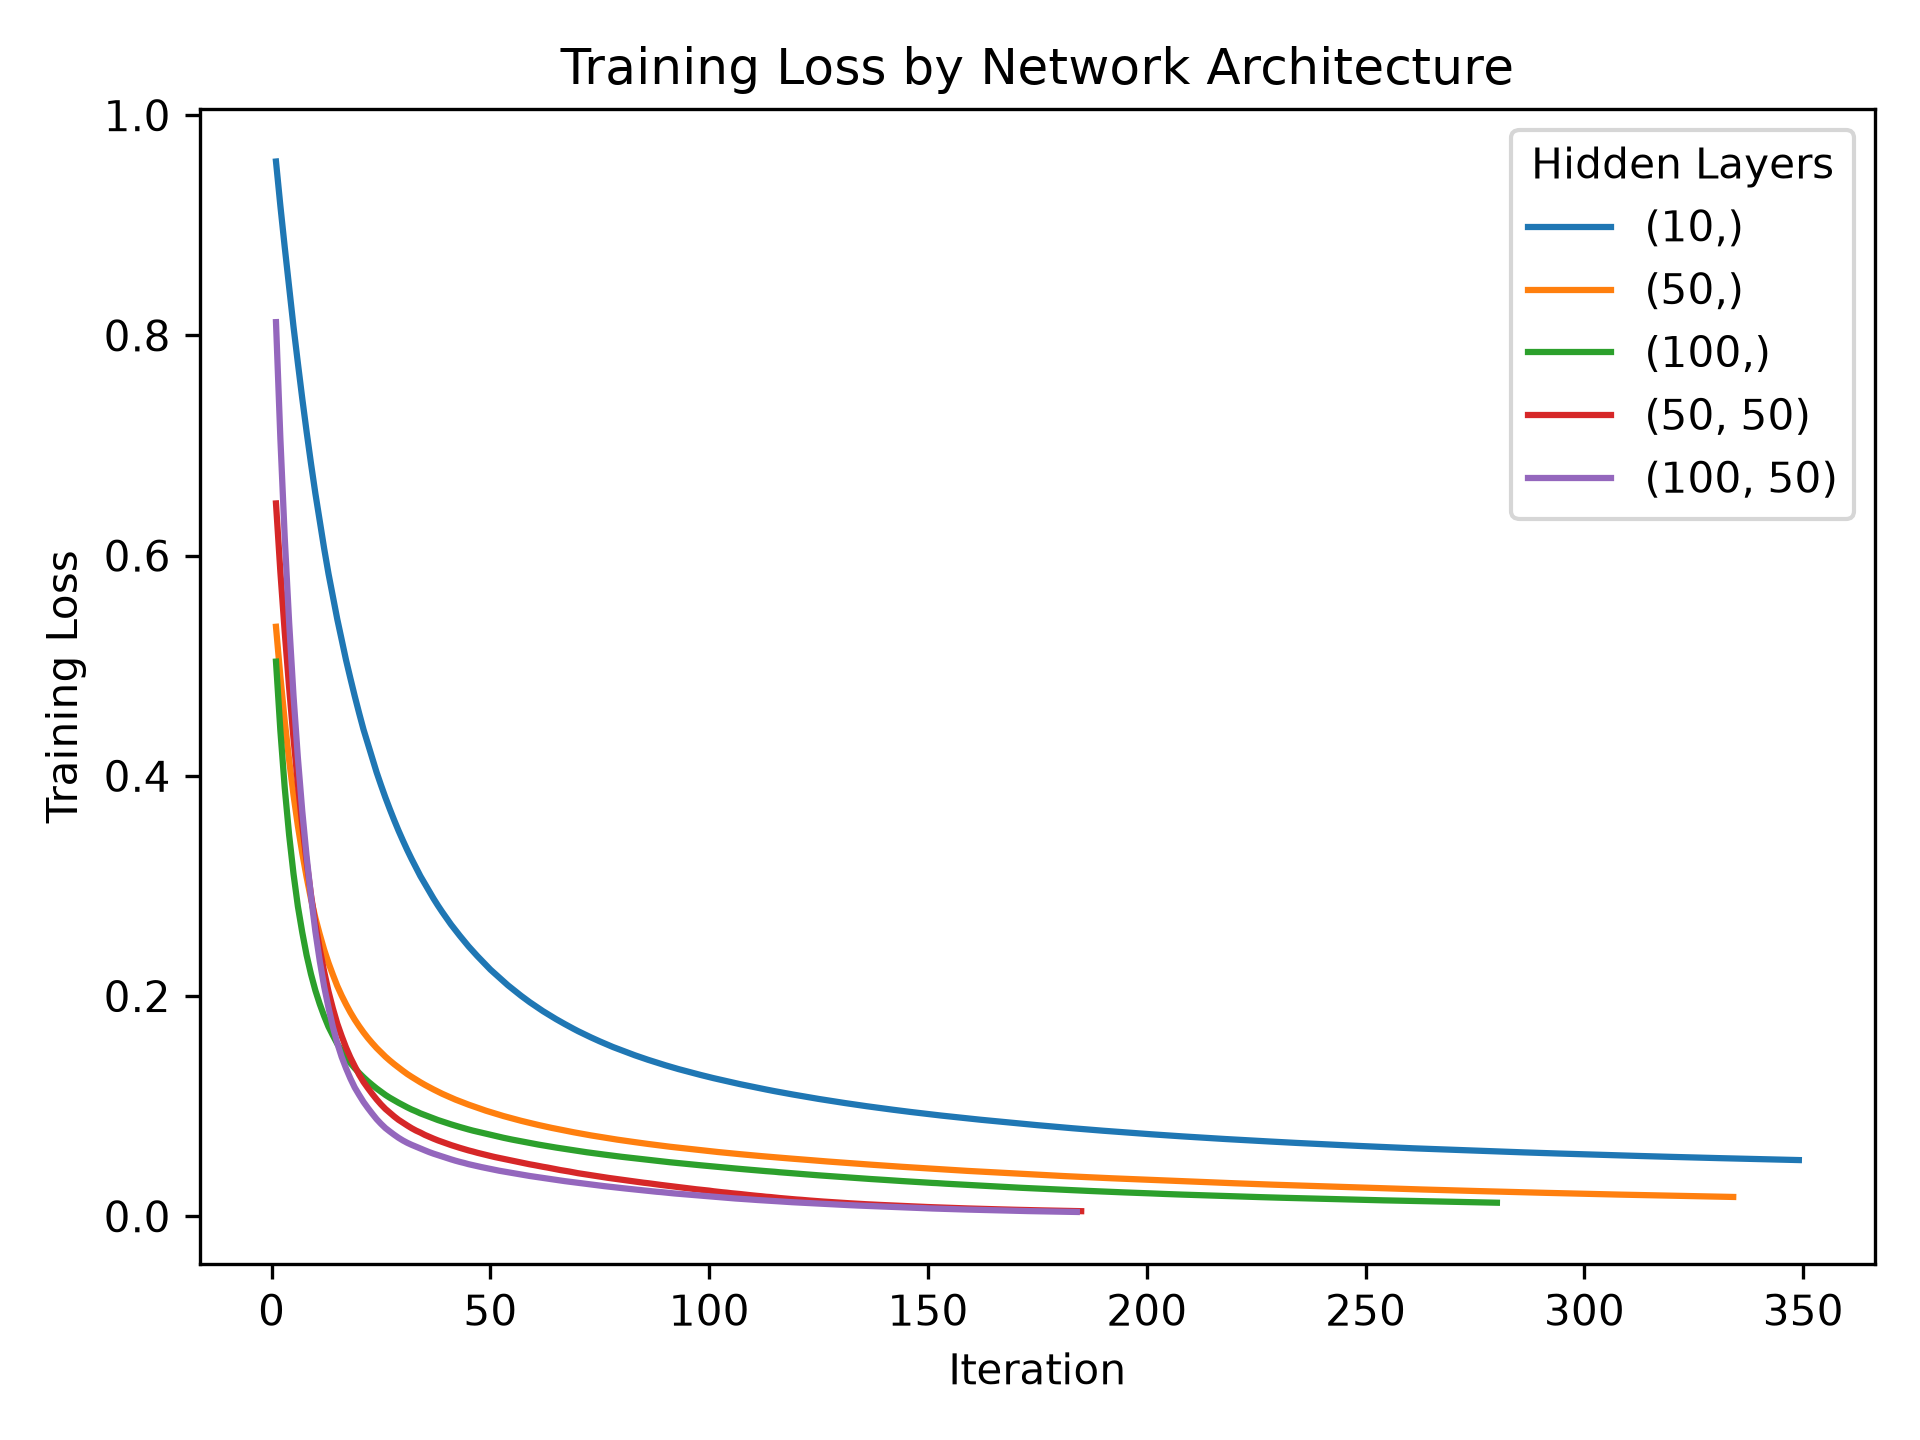 Training Loss by Network Architecture
1.0
0.8
0.6
0.4
0.2
0.0
Training Loss
Hidden Layers
(10,)
(50,)
(100,)
(50, 50)
(100, 50)
0 50 100 150 200 250 300 350
Iteration